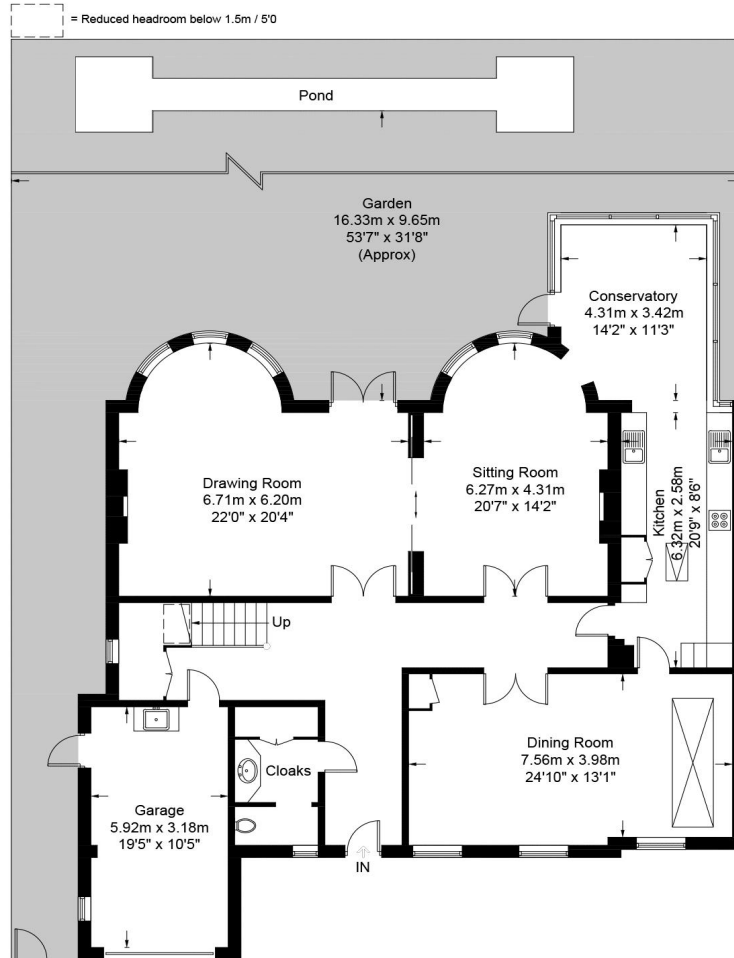 = Reduced headroom below 1.5m / 5'0
Pond
Garden
16.33m x 9.65m
53'7" x 31'8"
(Approx)
Conservatory
4.31m x 3.42m
14'2" x 11'3"
Drawing Room
6.71m x 6.20m
22'0" x 20'4"
Sitting Room
6.27m x 4.31m
20'7" x 14'2"
Kitchen
6.32m x 2.58m
20'9" x 8'6"
Up
Dining Room
7.56m x 3.98m
24'10" x 13'1"
Cloaks
Garage
5.92m x 3.18m
19'5" x 10'5"
IN